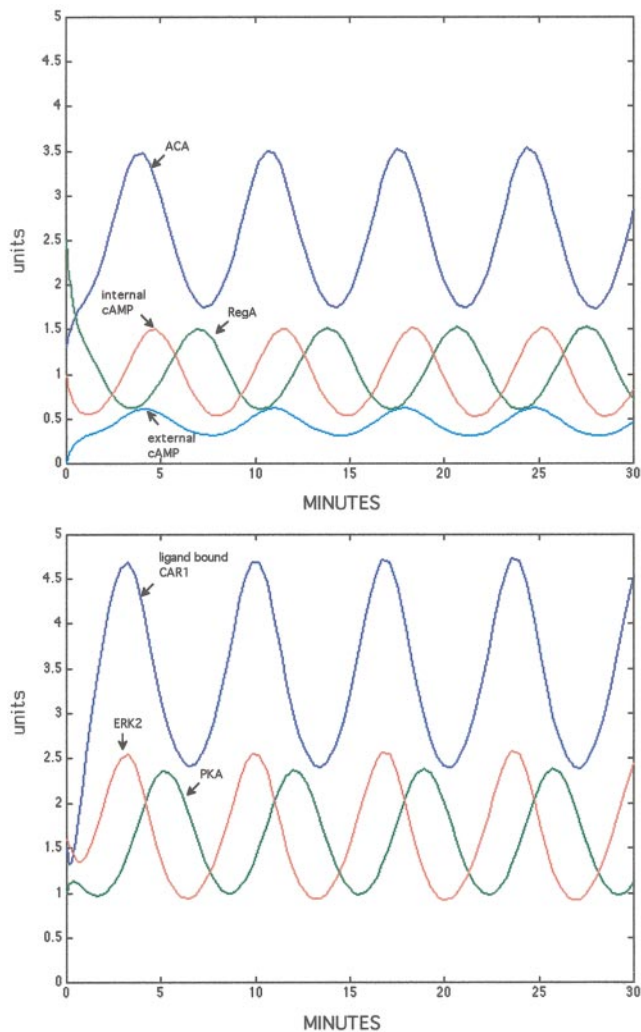 5
4.5
4
ACA
3.5
3
units
2.5
2
internal
cAMP
RegA
1.5
1
0.5
external
cAMP
0
0 5 10 15 20 25 30
MINUTES
5
ligand bound
CAR1
4.5
4
3.5
units
3
ERK2
2.5
PKA
2
1.5
1
0.5
0
0 5 10 15 20 25 30
MINUTES